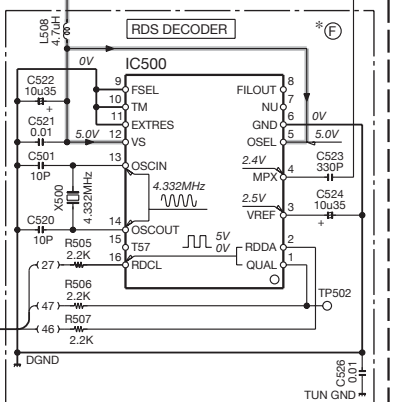 RDS DECODER
* F
L508
4.7uH
0V
IC500
C522
10u35
9 FSEL
FILOUT 8
10 TM
NU 7
C521
0.01
11 EXTRES
GND 6
0V
5.0V
12 VS
OSEL 5
5.0V
C501
10P
13 OSCIN
2.4V
MPX 4
C523
330P
X500
4.332MHz
4.332MHz
2.5V
VREF 3
C524
10u35
C520
10P
14 OSCOUT
15 T57
5V
0V
RDDA 2
R505
2.2K
16 RDCL
QUAL 1
27
R506
2.2K
TP502
47
R507
46
2.2K
DGND
C526
0.01
TUN GND